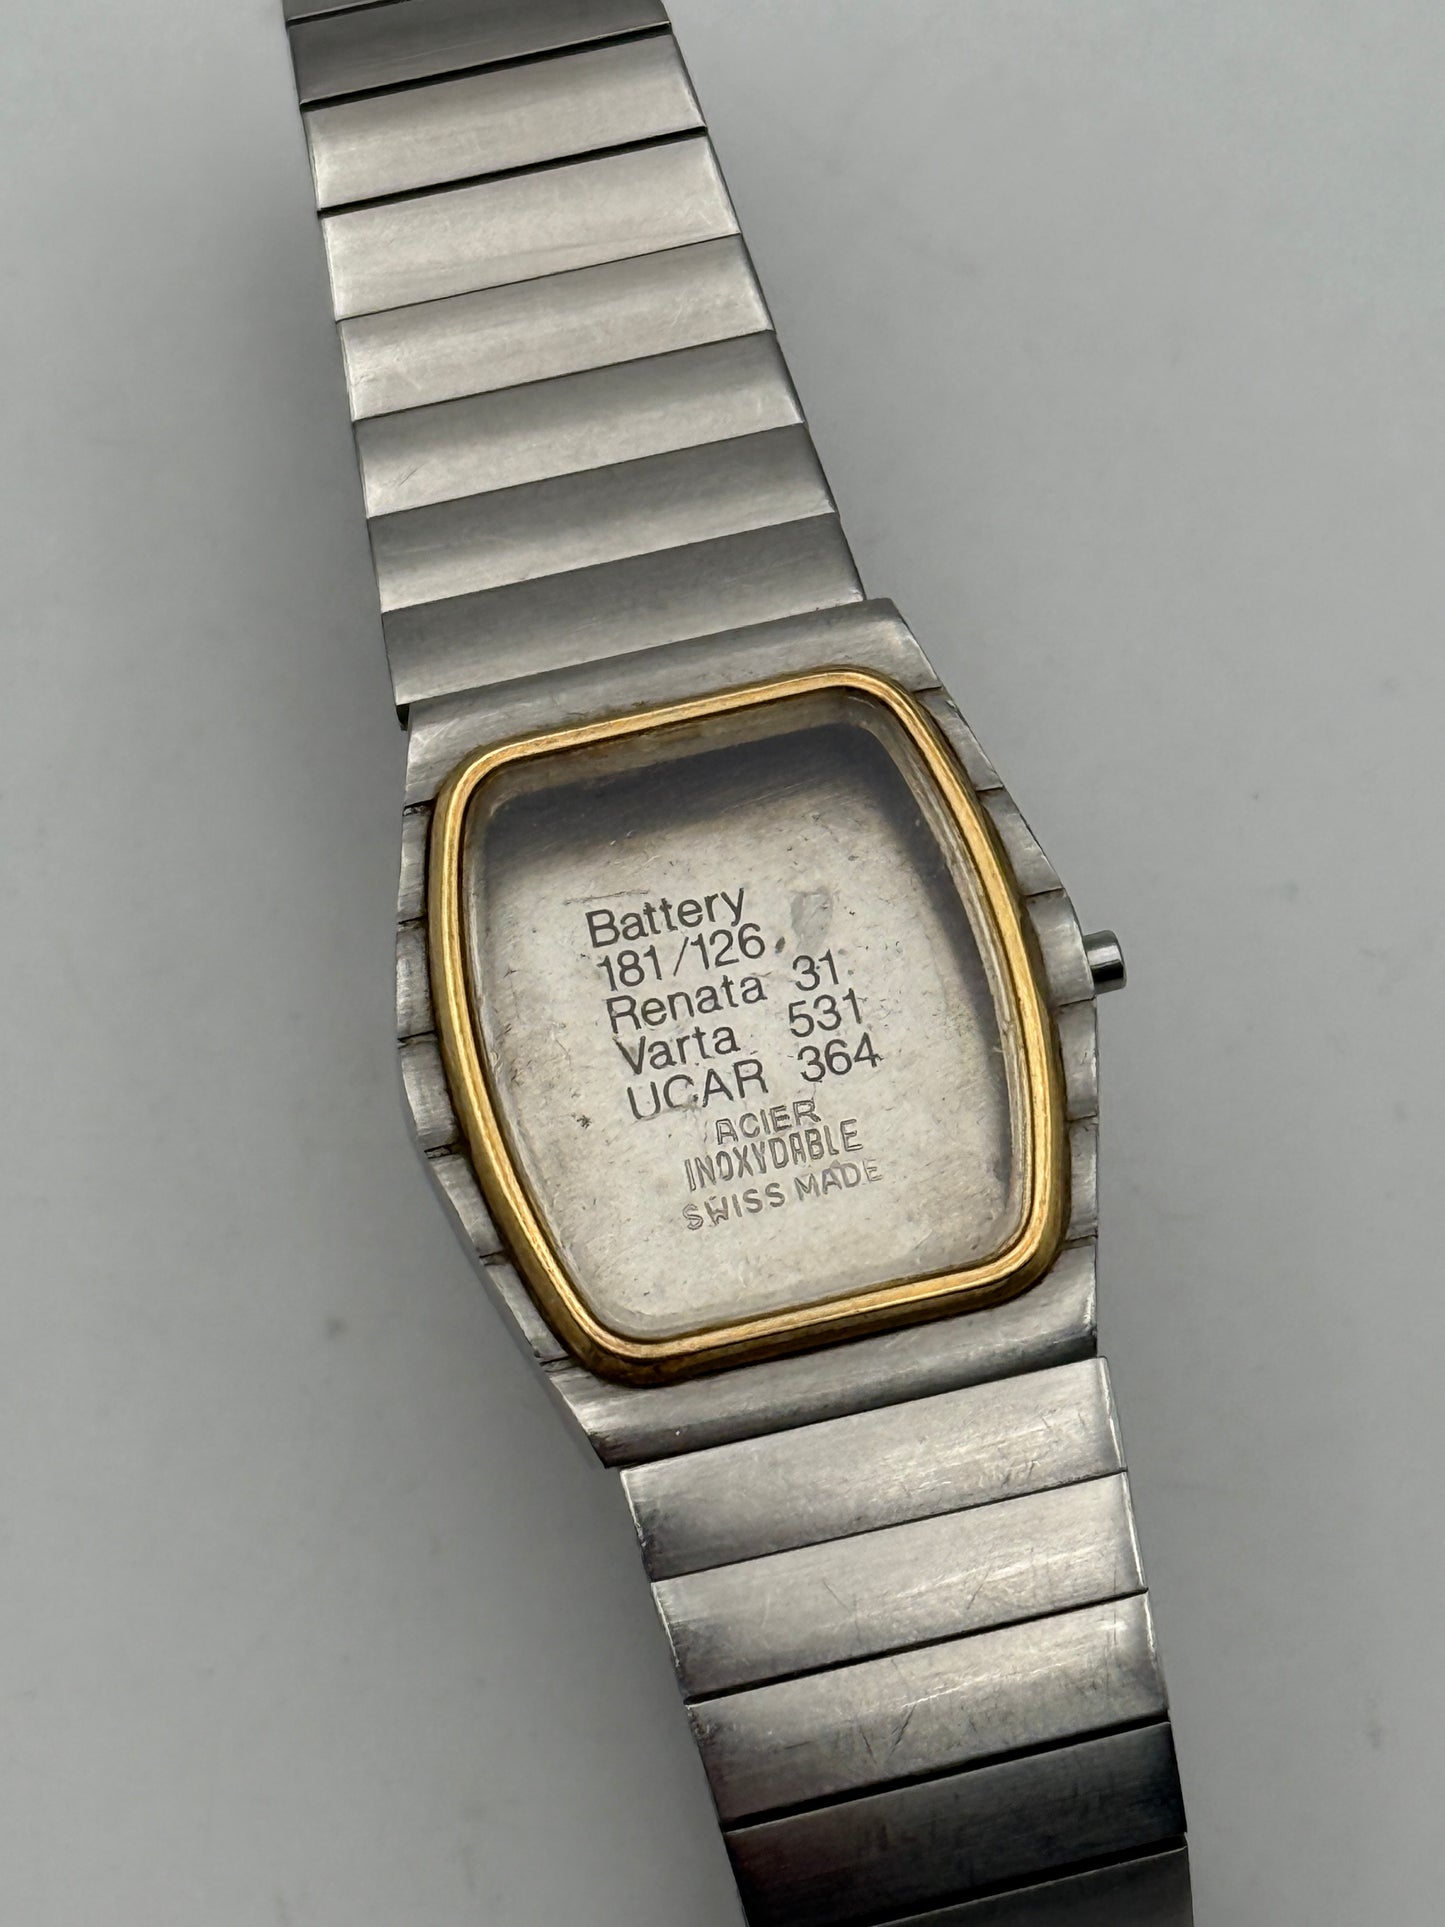 Battery
181/126
Renata 31
Varta 531
UCAR 364
ACIER
INOXYDABLE
SWISS MADE